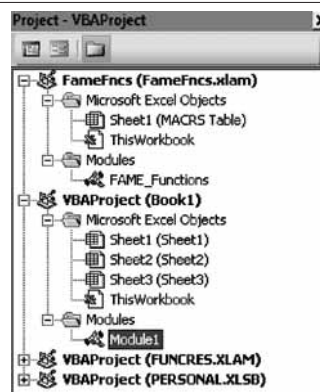 Project - VBAProject
FameFncs (FameFncs.xlam)
Microsoft Excel Objects
Sheet1 (MACRS Table)
ThisWorkbook
Modules
FAME_Functions
VBAProject (Book1)
Microsoft Excel Objects
Sheet1 (Sheet1)
Sheet2 (Sheet2)
Sheet3 (Sheet3)
ThisWorkbook
Modules
Module1
VBAProject (FUNCRES.XLAM)
VBAProject (PERSONAL.XLSB)